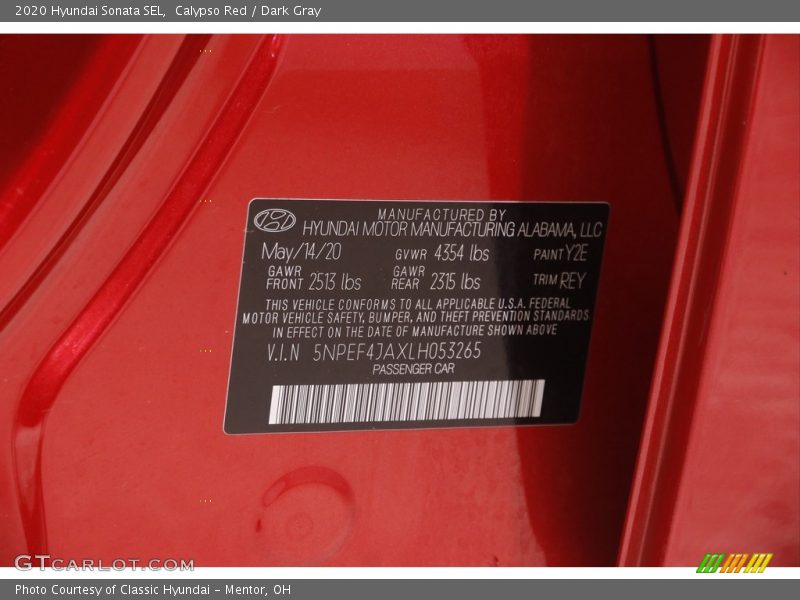 2020 Hyundai Sonata SEL, Calypso Red / Dark Gray
MANUFACTURED BY
HYUNDAI MOTOR MANUFACTURING ALABAMA, LLC
May/14/20 GVWR 4354 lbs PAINT Y2E
GAWR FRONT 2513 lbs GAWR REAR 2315 lbs TRIM REY
THIS VEHICLE CONFORMS TO ALL APPLICABLE U.S.A. FEDERAL
MOTOR VEHICLE SAFETY, BUMPER, AND THEFT PREVENTION STANDARDS
IN EFFECT ON THE DATE OF MANUFACTURE SHOWN ABOVE
V.I.N 5NPEF4JAXLH053265
PASSENGER CAR
GTcarlot.com
Photo Courtesy of Classic Hyundai - Mentor, OH